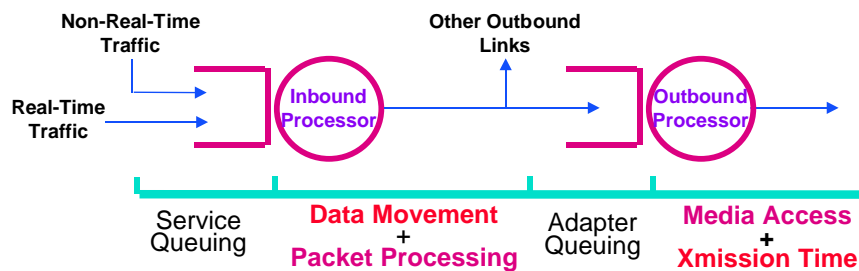 Non-Real-Time
Traffic
Other Outbound
Links
Real-Time
Traffic
Inbound
Processor
Outbound
Processor
Service
Queuing
Data Movement
+
Packet Processing
Adapter
Queuing
Media Access
+
Xmission Time